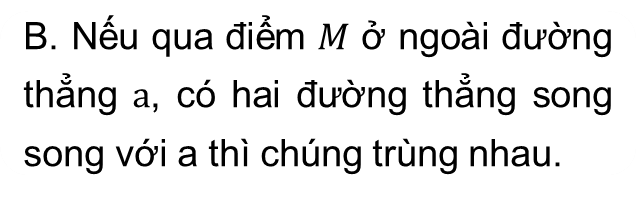 B. Nếu qua điểm M ở ngoài đường
thẳng a, có hai đường thẳng song
song với a thì chúng trùng nhau.